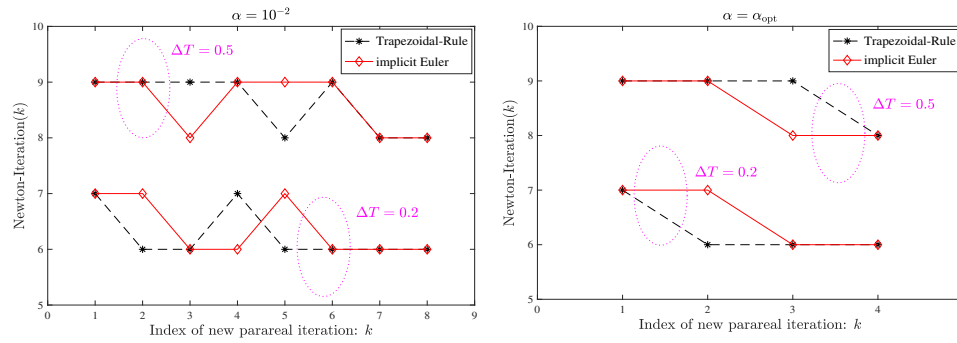 α = 10⁻²
Newton-Iteration(k)
9
8
7
6
5
ΔT = 0.5
Trapezoidal-Rule
implicit Euler
ΔT = 0.2
0 1 2 3 4 5 6 7 8 9
Index of new parareal iteration: k
α = α_opt
Newton-Iteration(k)
10
9
8
7
6
5
Trapezoidal-Rule
implicit Euler
ΔT = 0.5
ΔT = 0.2
0 1 2 3 4
Index of new parareal iteration: k